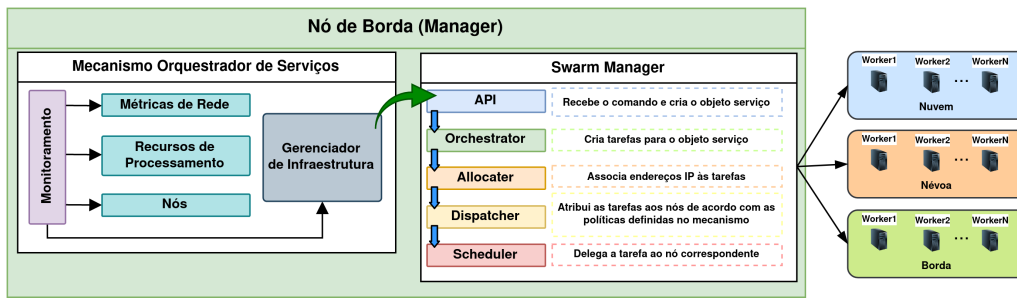 Nó de Borda (Manager)
Mecanismo Orquestrador de Serviços
Monitoramento
Métricas de Rede
Recursos de
Processamento
Nós
Gerenciador
de Infraestrutura
Swarm Manager
API
Recebe o comando e cria o objeto serviço
Orchestrator
Cria tarefas para o objeto serviço
Allocater
Associa endereços IP às tarefas
Dispatcher
Atribui as tarefas aos nós de acordo com as
políticas definidas no mecanismo
Scheduler
Delega a tarefa ao nó correspondente
Worker1 Worker2 ... WorkerN
Nuvem
Worker1 Worker2 ... WorkerN
Névoa
Worker1 Worker2 ... WorkerN
Borda